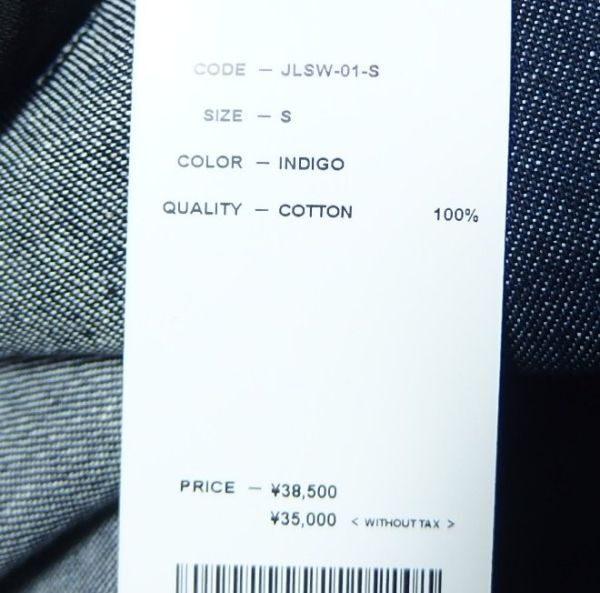 CODE — JLSW-01-S
SIZE — S
COLOR — INDIGO
QUALITY — COTTON 100%
PRICE — ¥38,500
¥35,000 < WITHOUT TAX >